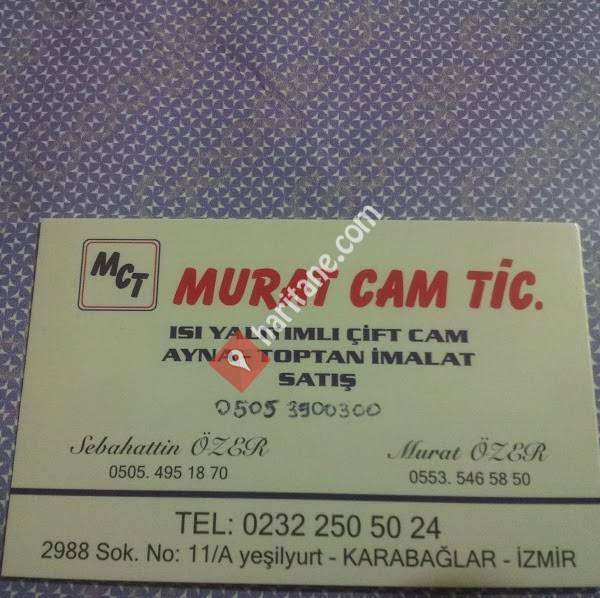 MCT
MURAT CAM TİC.
ISI YALITIMLI ÇİFT CAM
AYNA - TOPTAN İMALAT
SATIŞ
0505 3900300
Sebahattin ÖZER
0505. 495 18 70
Murat ÖZER
0553. 546 58 50
TEL: 0232 250 50 24
2988 Sok. No: 11/A yeşilyurt - KARABAĞLAR - İZMİR
haritane.com